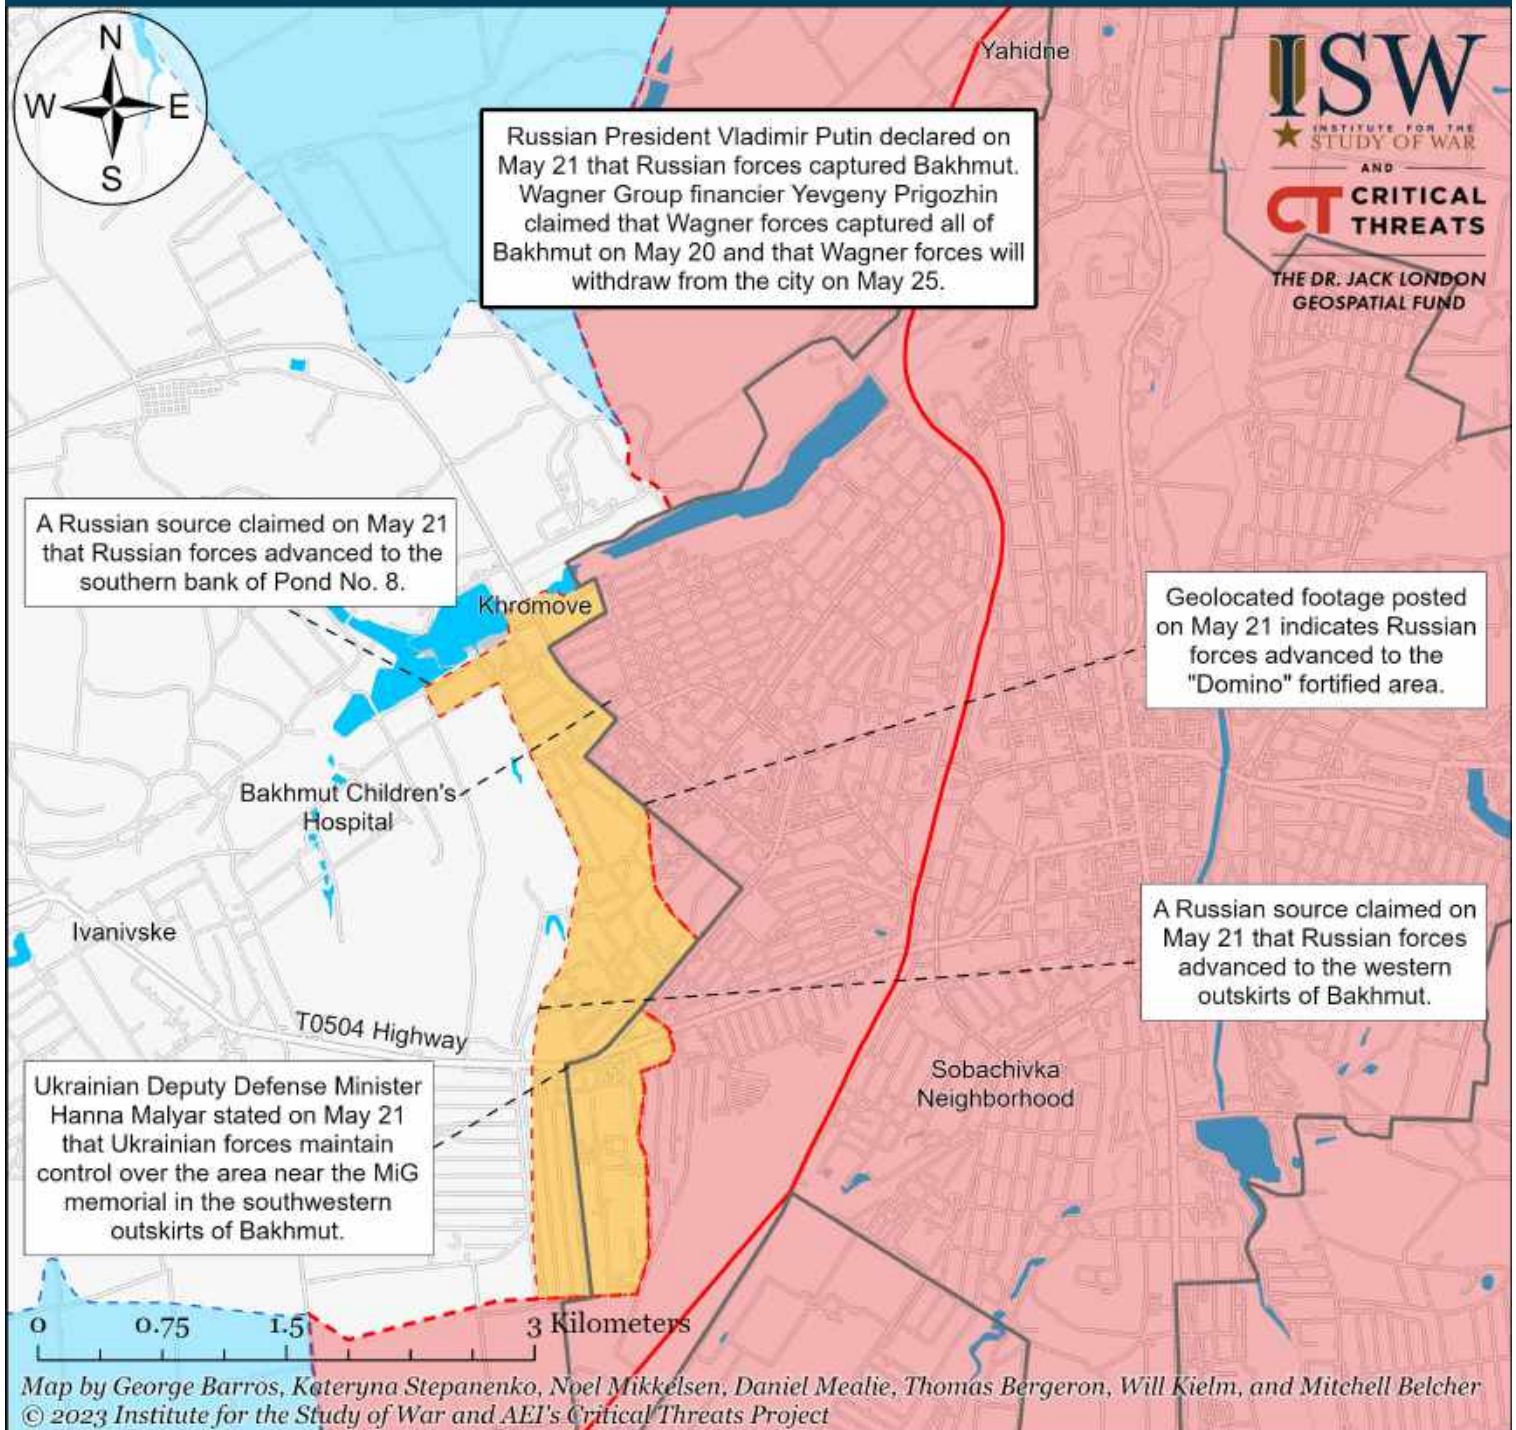 N
W
E
S
Yahidne
ISW
INSTITUTE FOR THE
STUDY OF WAR
AND
CT CRITICAL
THREATS
THE DR. JACK LONDON
GEOSPATIAL FUND
Russian President Vladimir Putin declared on
May 21 that Russian forces captured Bakhmut.
Wagner Group financier Yevgeny Prigozhin
claimed that Wagner forces captured all of
Bakhmut on May 20 and that Wagner forces will
withdraw from the city on May 25.
A Russian source claimed on May 21
that Russian forces advanced to the
southern bank of Pond No. 8.
Khromove
Geolocated footage posted
on May 21 indicates Russian
forces advanced to the
"Domino" fortified area.
Bakhmut Children's
Hospital
Ivanivske
A Russian source claimed on
May 21 that Russian forces
advanced to the western
outskirts of Bakhmut.
T0504 Highway
Ukrainian Deputy Defense Minister
Hanna Malyar stated on May 21
that Ukrainian forces maintain
control over the area near the MiG
memorial in the southwestern
outskirts of Bakhmut.
Sobachivka
Neighborhood
0 0.75 1.5 3 Kilometers
Map by George Barros, Kateryna Stepanenko, Noel Mikkelsen, Daniel Mealie, Thomas Bergeron, Will Kielm, and Mitchell Belcher
© 2023 Institute for the Study of War and AEI's Critical Threats Project